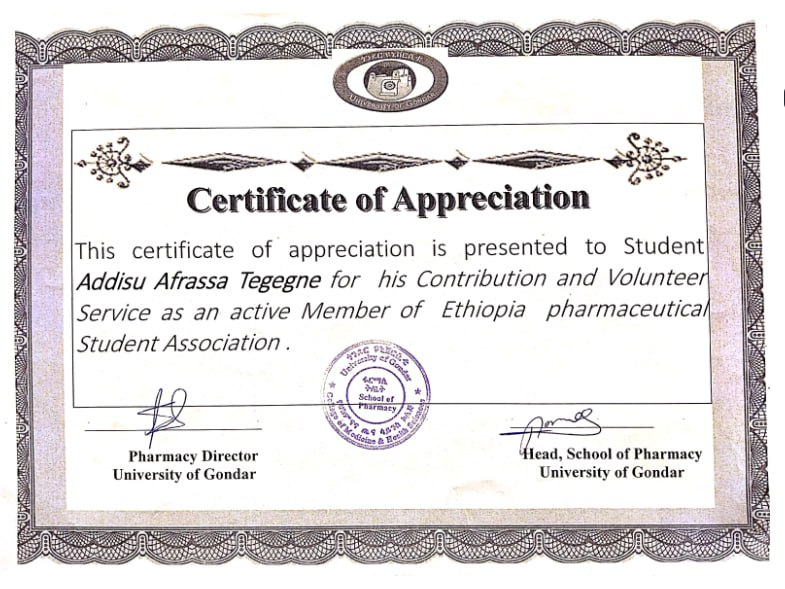 UNIVERSITY OF GONDAR
Certificate of Appreciation
This certificate of appreciation is presented to Student
Addisu Afrassa Tegegne for his Contribution and Volunteer
Service as an active Member of Ethiopia pharmaceutical
Student Association .
University of Gondar
School of
Pharmacy
College of Medicine & Health Sciences
Pharmacy Director
University of Gondar
Head, School of Pharmacy
University of Gondar